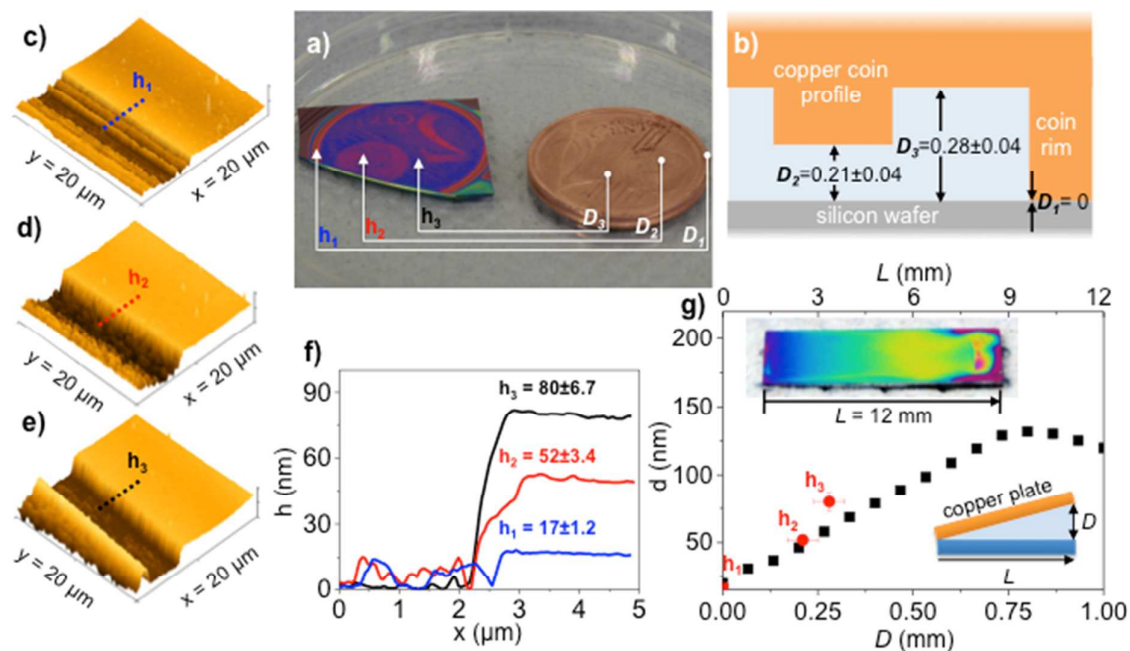 c)
h₁
y = 20 µm
x = 20 µm
d)
h₂
y = 20 µm
x = 20 µm
e)
h₃
y = 20 µm
x = 20 µm
a)
h₁
h₂
h₃
D₃
D₂
D₁
b)
copper coin
profile
coin
rim
D₃=0.28±0.04
D₂=0.21±0.04
D₁= 0
silicon wafer
f)
h (nm)
90
60
30
0
h₃ = 80±6.7
h₂ = 52±3.4
h₁ = 17±1.2
0
1
2
3
4
5
x (µm)
g)
L (mm)
0
3
6
9
12
d (nm)
200
150
100
50
L = 12 mm
h₃
h₂
h₁
copper plate
D
L
0.00
0.25
0.50
0.75
1.00
D (mm)